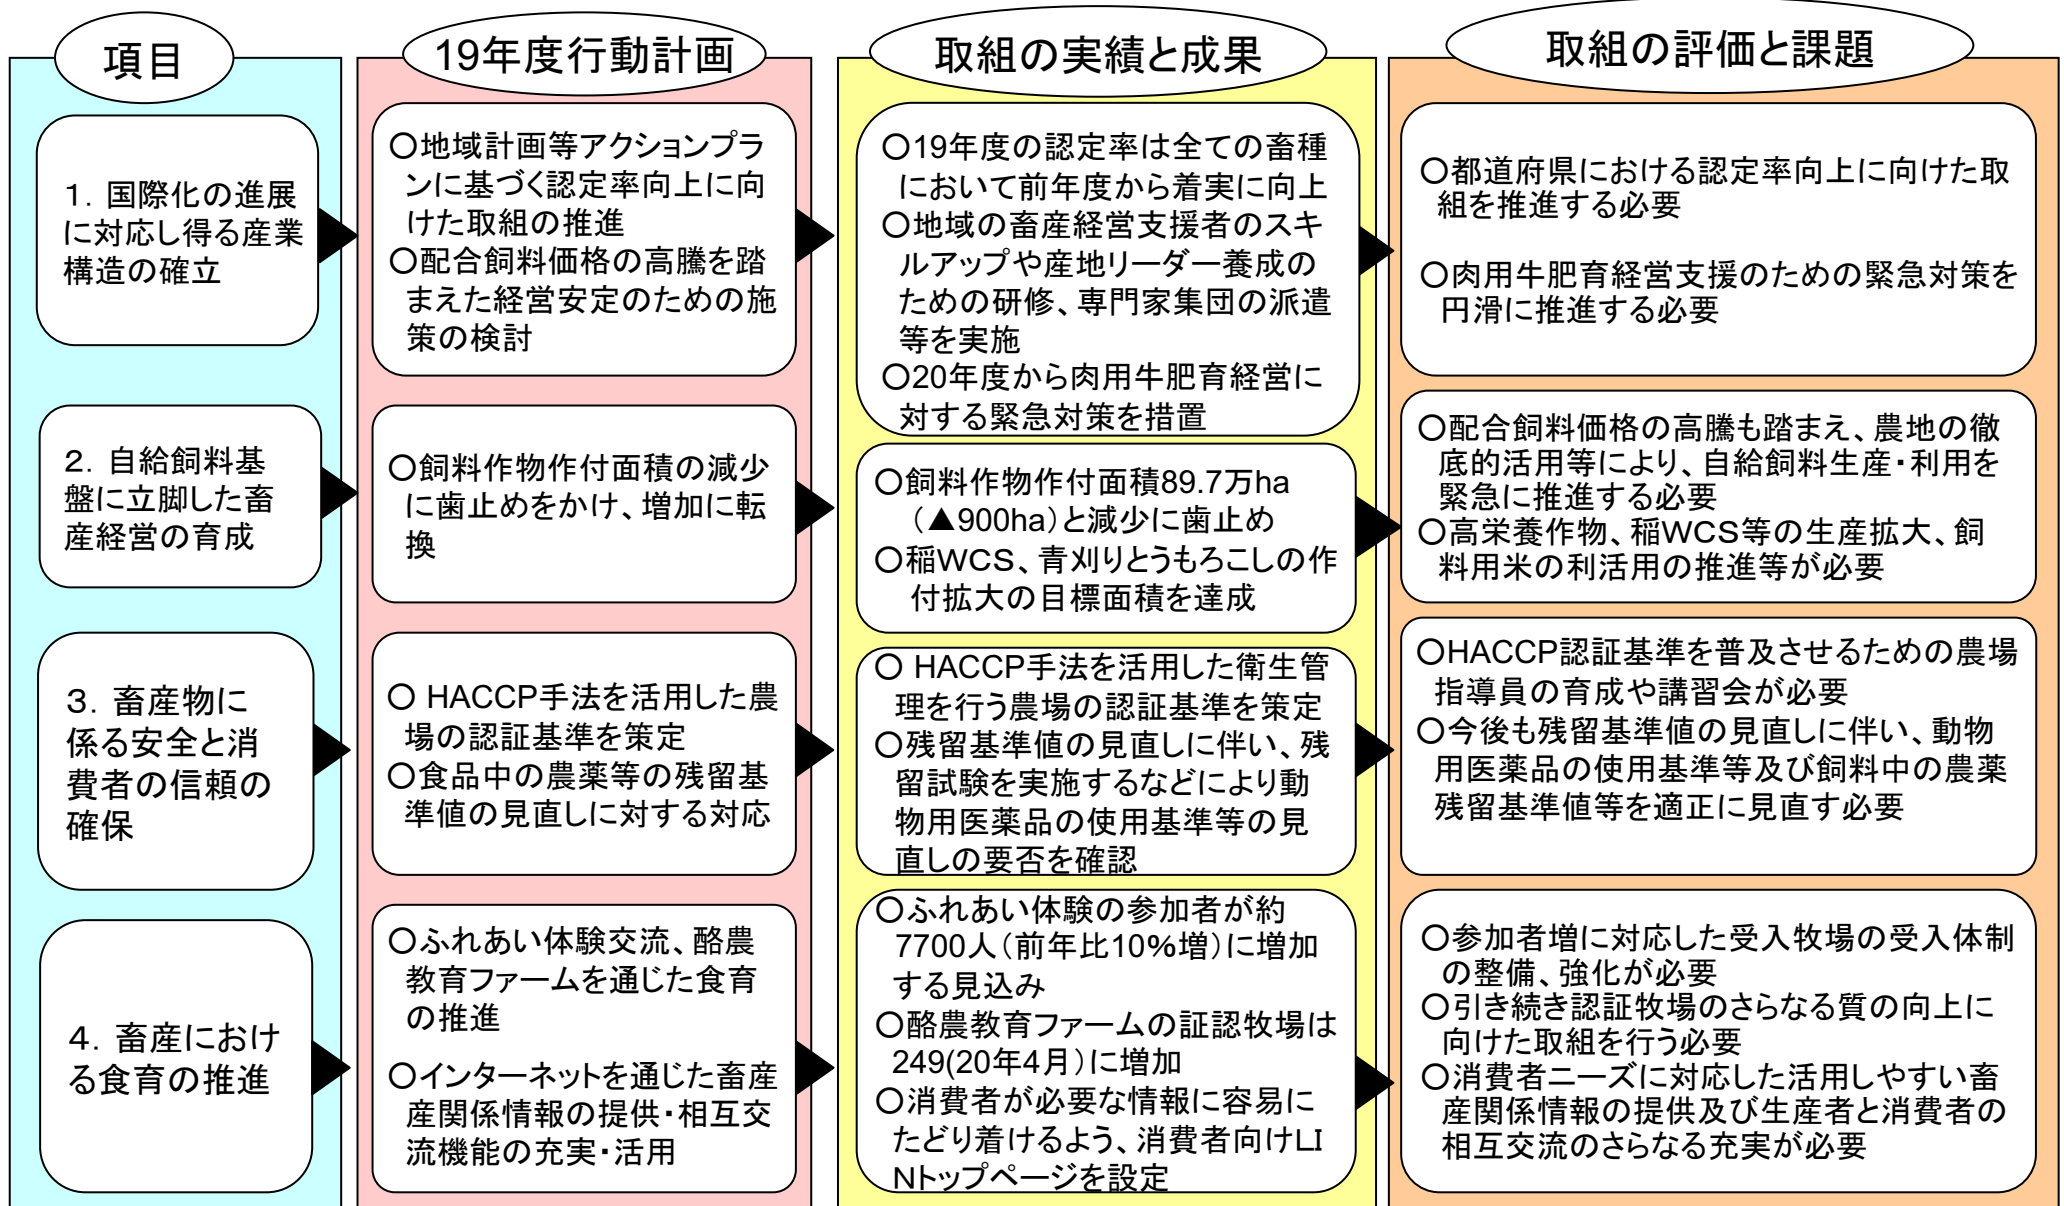 項目
19年度行動計画
取組の実績と成果
取組の評価と課題
１．国際化の進展
に対応し得る産業
構造の確立
○地域計画等アクションプラ
ンに基づく認定率向上に向
けた取組の推進
○配合飼料価格の高騰を踏
まえた経営安定のための施
策の検討
○19年度の認定率は全ての畜種
において前年度から着実に向上
○地域の畜産経営支援者のスキ
ルアップや産地リーダー養成の
ための研修、専門家集団の派遣
等を実施
○20年度から肉用牛肥育経営に
対する緊急対策を措置
○都道府県における認定率向上に向けた取
組を推進する必要
○肉用牛肥育経営支援のための緊急対策を
円滑に推進する必要
２．自給飼料基
盤に立脚した畜
産経営の育成
○飼料作物作付面積の減少
に歯止めをかけ、増加に転
換
○飼料作物作付面積89.7万ha
（▲900ha）と減少に歯止め
○稲WCS、青刈りとうもろこしの作
付拡大の目標面積を達成
○配合飼料価格の高騰も踏まえ、農地の徹
底的活用等により、自給飼料生産・利用を
緊急に推進する必要
○高栄養作物、稲WCS等の生産拡大、飼
料用米の利活用の推進等が必要
３．畜産物に
係る安全と消
費者の信頼の
確保
○ HACCP手法を活用した農
場の認証基準を策定
○食品中の農薬等の残留基
準値の見直しに対する対応
○ HACCP手法を活用した衛生管
理を行う農場の認証基準を策定
○残留基準値の見直しに伴い、残
留試験を実施するなどにより動
物用医薬品の使用基準等の見
直しの要否を確認
○HACCP認証基準を普及させるための農場
指導員の育成や講習会が必要
○今後も残留基準値の見直しに伴い、動物
用医薬品の使用基準等及び飼料中の農薬
残留基準値等を適正に見直す必要
４．畜産におけ
る食育の推進
○ふれあい体験交流、酪農
教育ファームを通じた食育
の推進
○インターネットを通じた畜産
産関係情報の提供・相互交
流機能の充実・活用
○ふれあい体験の参加者が約
7700人（前年比10％増）に増加
する見込み
○酪農教育ファームの証認牧場は
249(20年4月）に増加
○消費者が必要な情報に容易に
たどり着けるよう、消費者向けLI
Nトップページを設定
○参加者増に対応した受入牧場の受入体制
の整備、強化が必要
○引き続き認証牧場のさらなる質の向上に
向けた取組を行う必要
○消費者ニーズに対応した活用しやすい畜
産関係情報の提供及び生産者と消費者の
相互交流のさらなる充実が必要